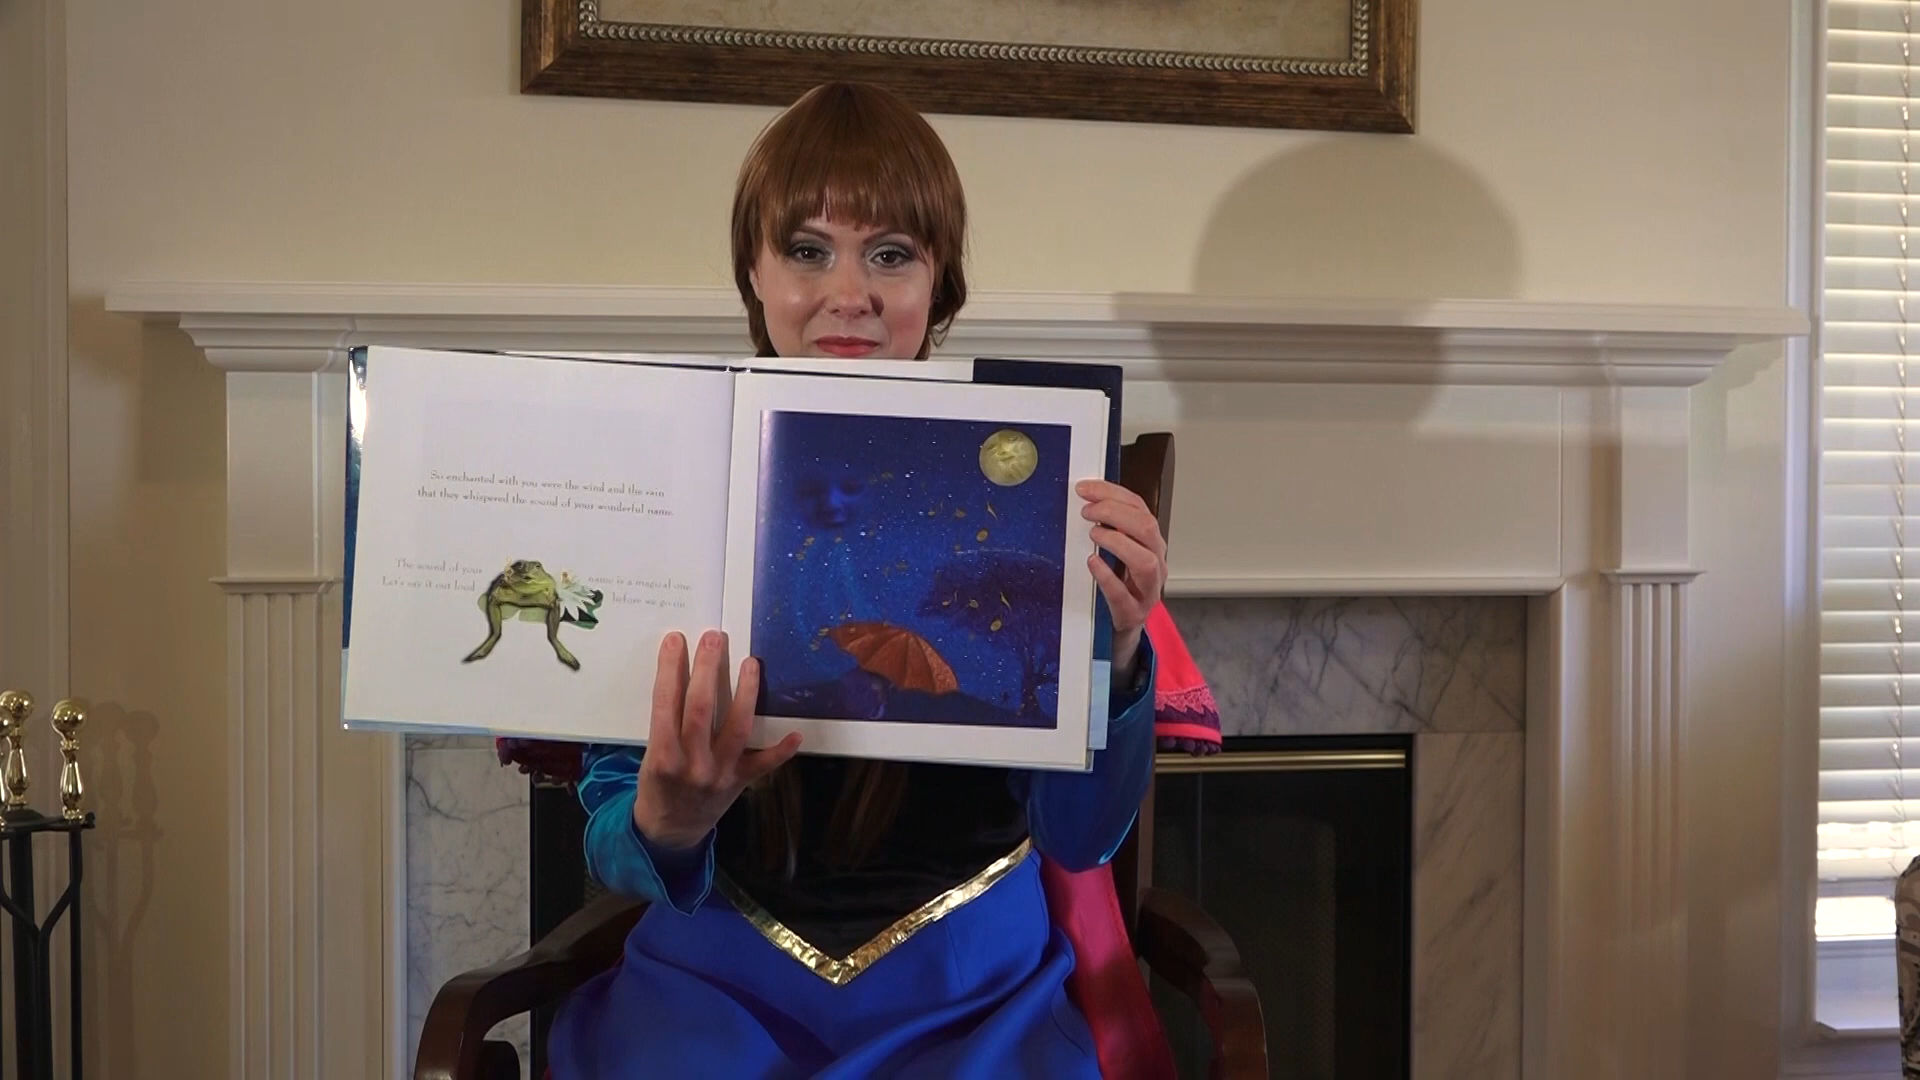 So enchanted with you were the wind and the rain
that they whispered the sound of your wonderful name.
The sound of your name is a magical one.
Let's say it out loud before we go on